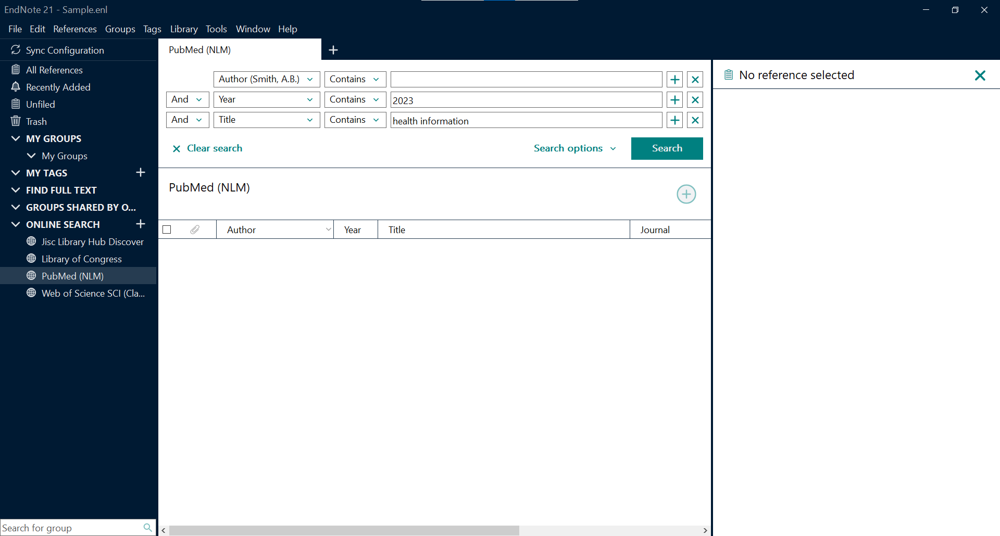 EndNote 21 - Sample.enl
File Edit References Groups Tags Library Tools Window Help
Sync Configuration
All References
Recently Added
Unfiled
Trash
MY GROUPS
My Groups
MY TAGS
FIND FULL TEXT
GROUPS SHARED BY O...
ONLINE SEARCH
Jisc Library Hub Discover
Library of Congress
PubMed (NLM)
Web of Science SCI (Cla...
Search for group
PubMed (NLM)
Author (Smith, A.B.) Contains
And Year Contains 2023
And Title Contains health information
Clear search Search options Search
PubMed (NLM)
Author Year Title Journal
No reference selected